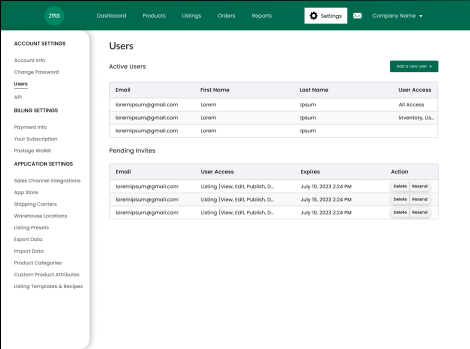 Dashboard Products Listings Orders Reports Settings Company Name
ACCOUNT SETTINGS
Account Info
Change Password
Users
API
BILLING SETTINGS
Payment Info
Your Subscription
Postage Wallet
APPLICATION SETTINGS
Sales Channel Integrations
App Store
Shipping Carriers
Warehouse Locations
Listing Presets
Export Data
Import Data
Product Categories
Custom Product Attributes
Listing Templates & Recipes
Users
Active Users
Add a new user +
Email First Name Last Name User Access
loremipsum@gmail.com Lorem Ipsum All Access
loremipsum@gmail.com Lorem Ipsum Inventory, Lis...
loremipsum@gmail.com Lorem Ipsum
Pending Invites
Email User Access Expires Action
loremipsum@gmail.com Listing (View, Edit, Publish, D... July 10, 2023 2:24 PM Delete Resend
loremipsum@gmail.com Listing (View, Edit, Publish, D... July 15, 2023 2:24 PM Delete Resend
loremipsum@gmail.com Listing (View, Edit, Publish, D... July 10, 2023 2:24 PM Delete Resend